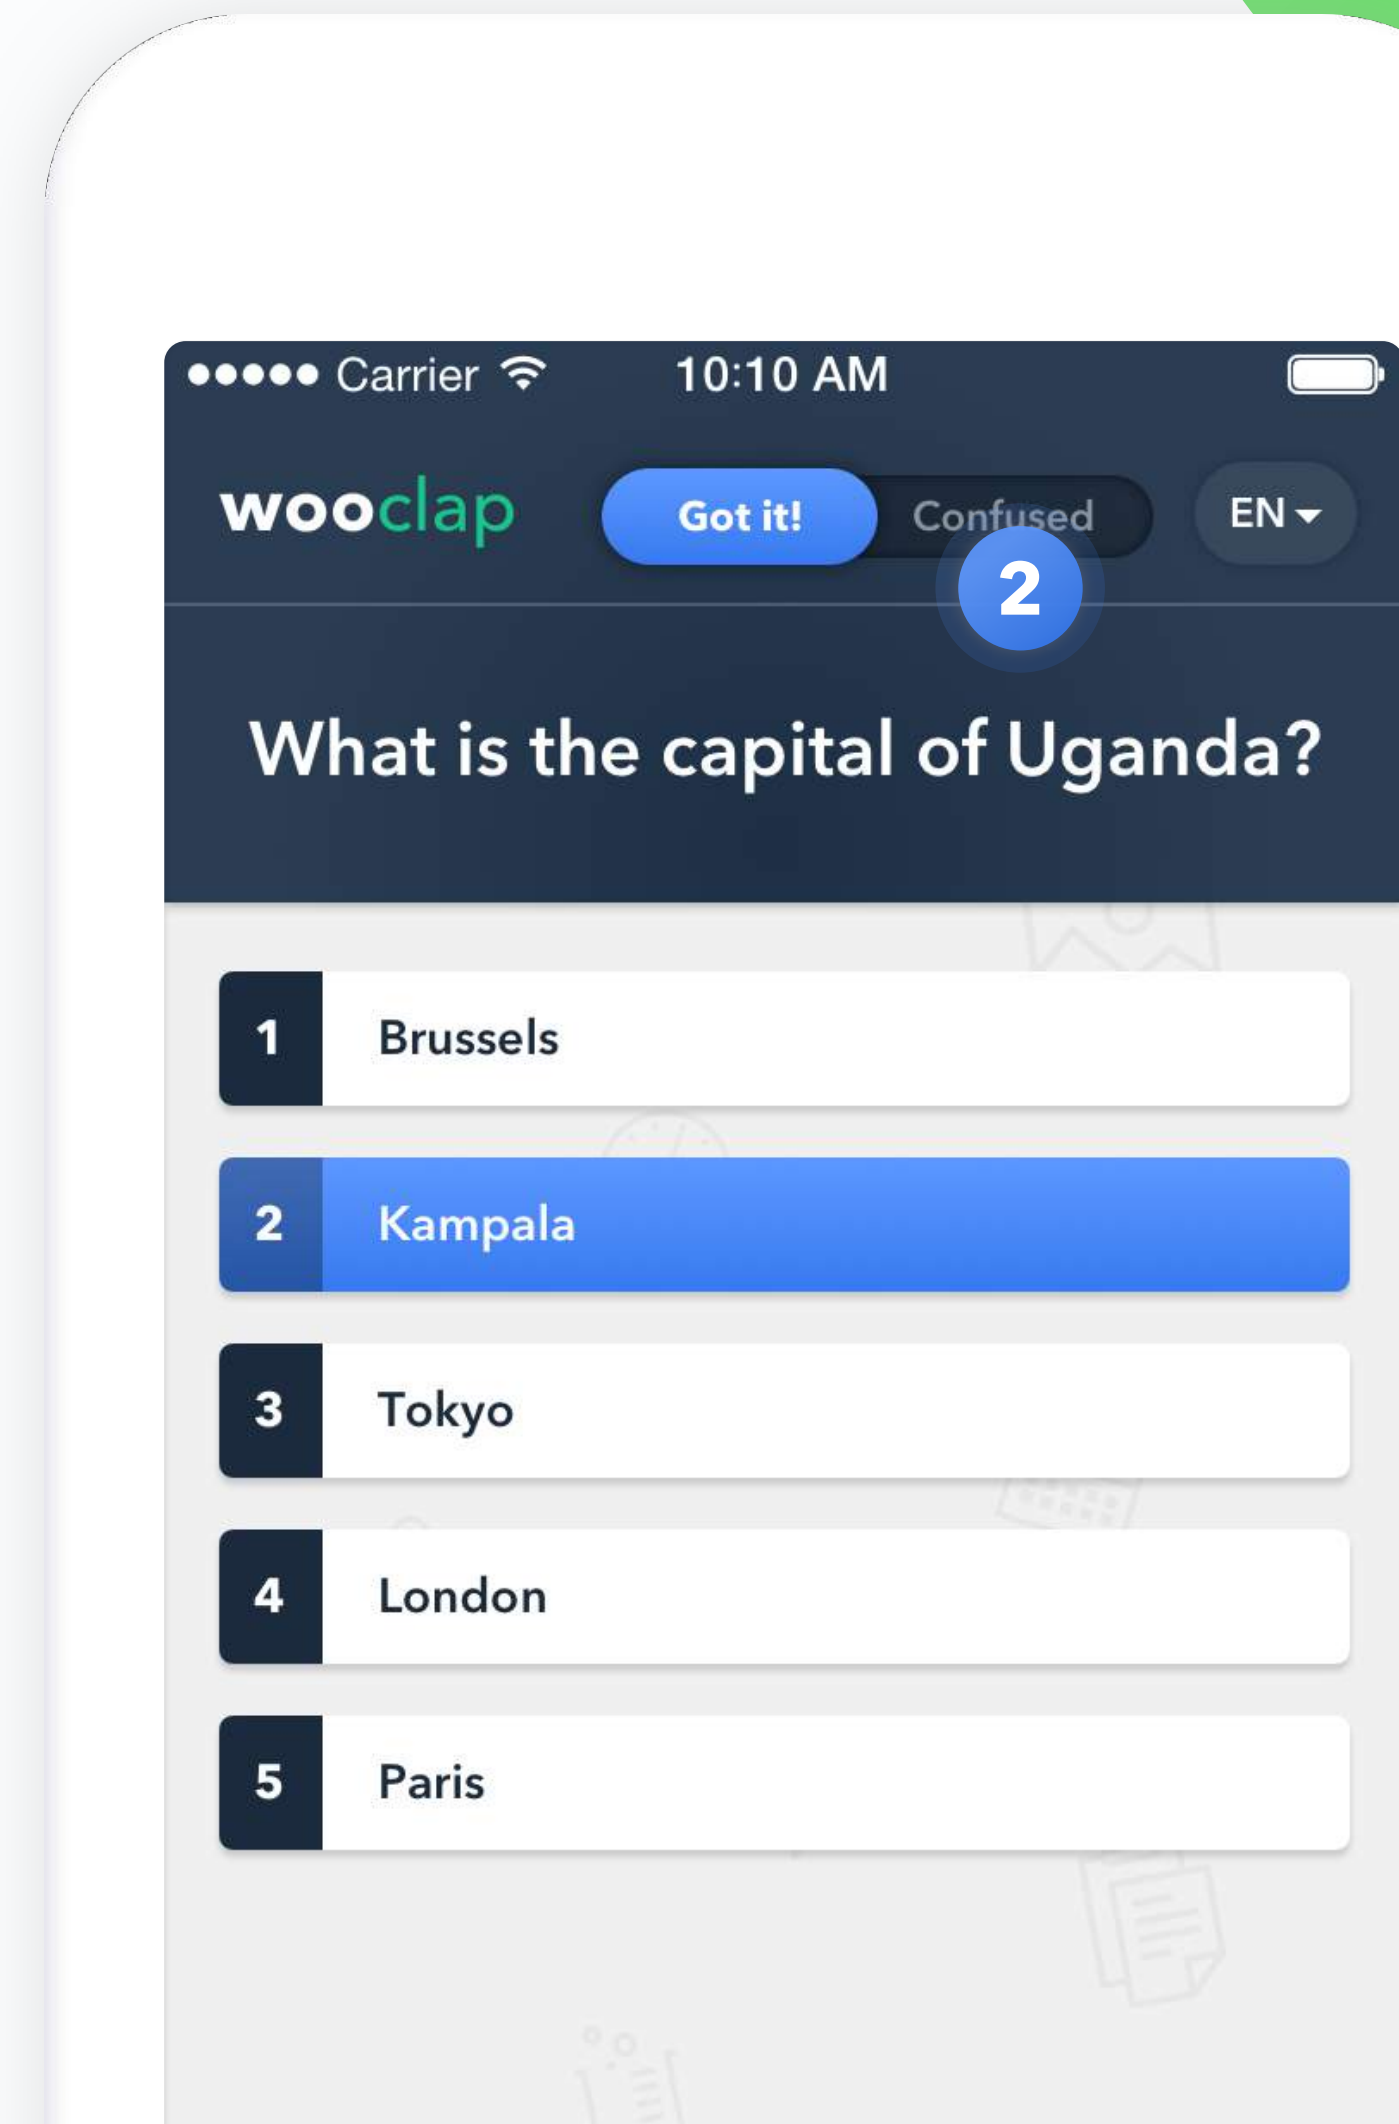 Carrier 10:10 AM
wooclap Got it! Confused EN
2
What is the capital of Uganda?
1 Brussels
2 Kampala
3 Tokyo
4 London
5 Paris